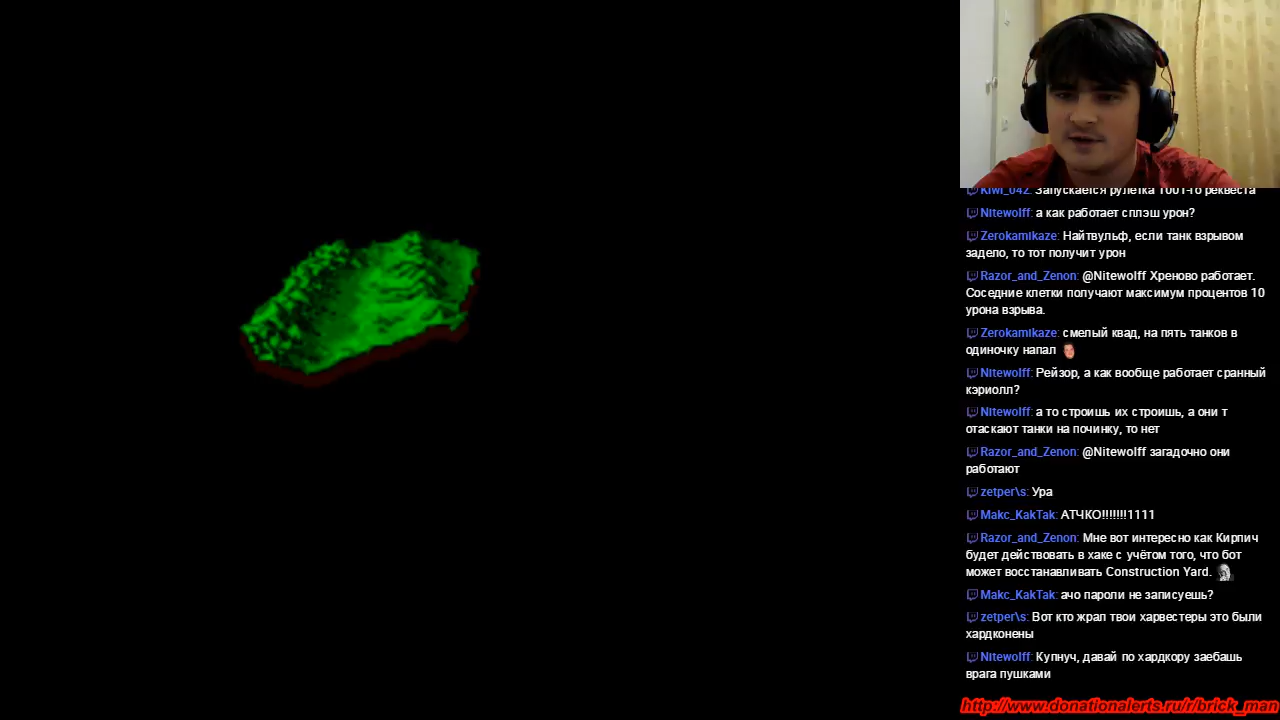 Kiwi_042: Запускается рулетка 1001-го реквеста
Nitewolff: а как работает сплэш урон?
Zerokamikaze: Найтвульф, если танк взрывом
задело, то тот получит урон
Razor_and_Zenon: @Nitewolff Хреново работает.
Соседние клетки получают максимум процентов 10
урона взрыва.
Zerokamikaze: смелый квад, на пять танков в
одиночку напал
Nitewolff: Рейзор, а как вообще работает сранный
кэриолл?
Nitewolff: а то строишь их строишь, а они т
отаскают танки на починку, то нет
Razor_and_Zenon: @Nitewolff загадочно они
работают
zetper\s: Ура
Makc_KakTak: АТЧКО!!!!!!!1111
Razor_and_Zenon: Мне вот интересно как Кирпич
будет действовать в хаке с учётом того, что бот
может восстанавливать Construction Yard.
Makc_KakTak: ачо пароли не записуешь?
zetper\s: Вот кто жрал твои харвестеры это были
хардконены
Nitewolff: Купнуч, давай по хардкору заебашь
врага пушками
http://www.donationalerts.ru/r/brick_man